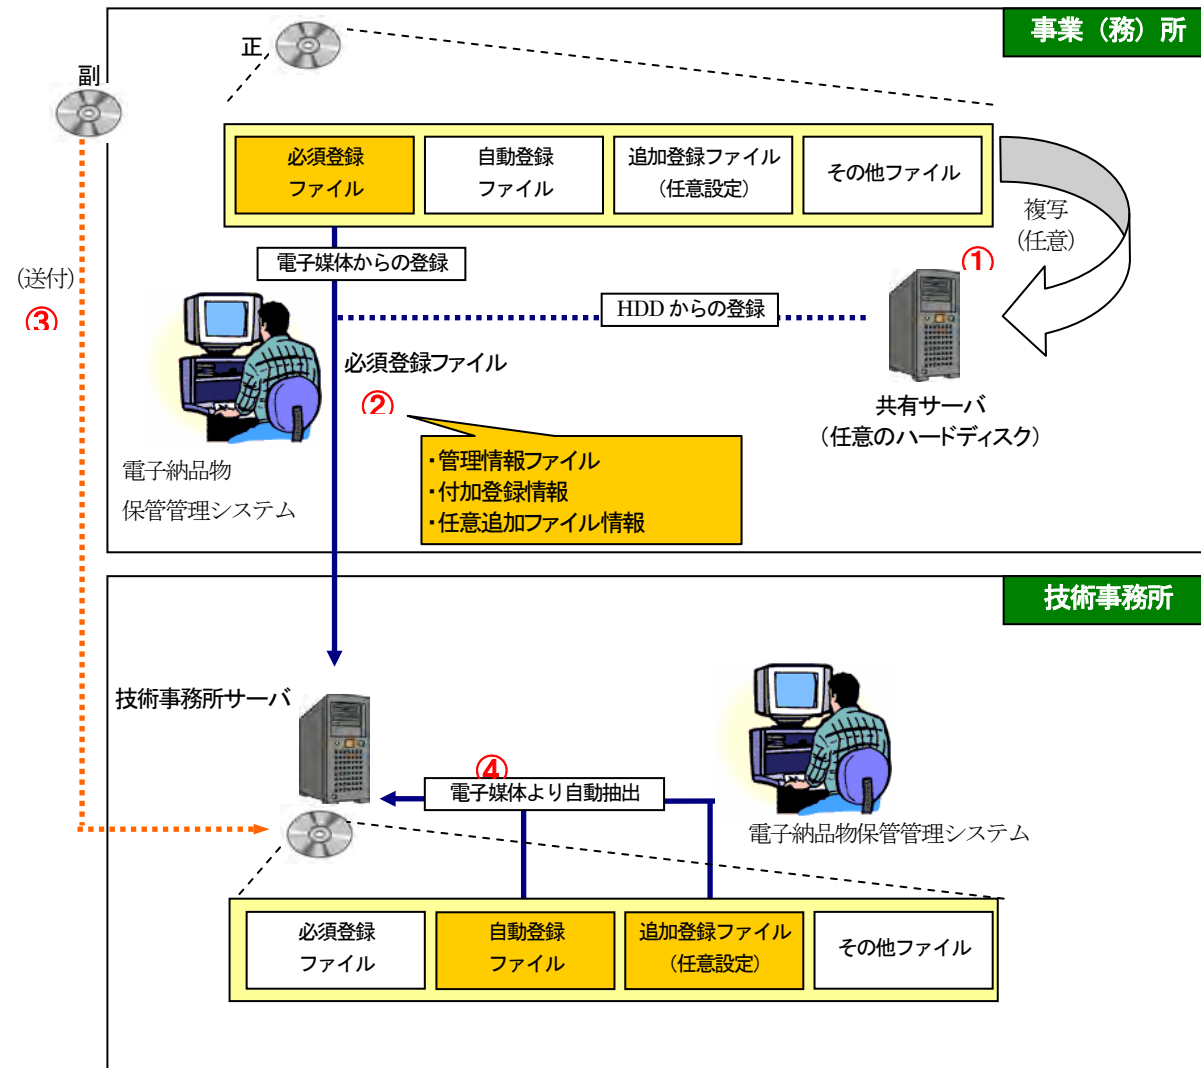 事業（務）所
正
副
必須登録
ファイル
自動登録
ファイル
追加登録ファイル
（任意設定）
その他ファイル
複写
（任意）
①
電子媒体からの登録
（送付）
③
HDD からの登録
必須登録ファイル
②
共有サーバ
（任意のハードディスク）
・管理情報ファイル
・付加登録情報
・任意追加ファイル情報
電子納品物
保管管理システム
技術事務所
技術事務所サーバ
④
電子媒体より自動抽出
電子納品物保管管理システム
必須登録
ファイル
自動登録
ファイル
追加登録ファイル
（任意設定）
その他ファイル